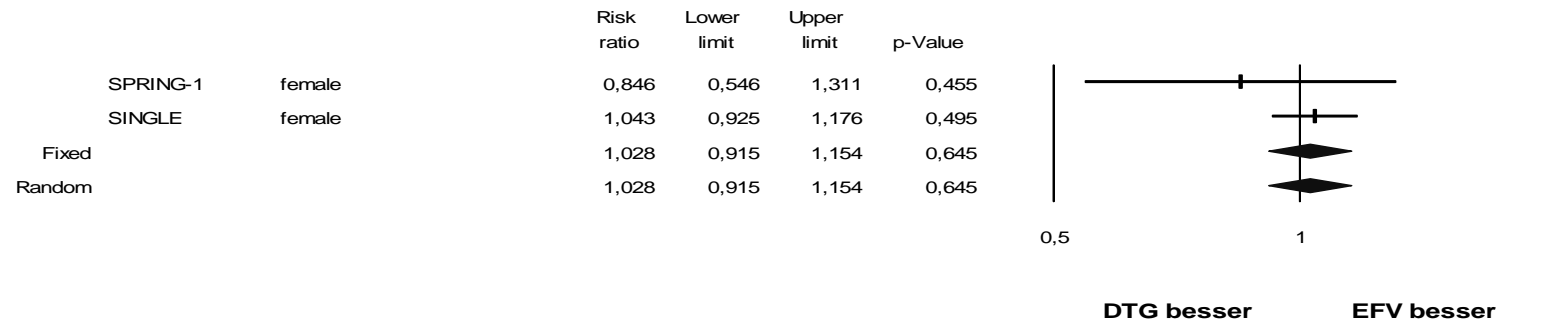 Risk Lower Upper
ratio limit limit p-Value
SPRING-1 female 0,846 0,546 1,311 0,455
SINGLE female 1,043 0,925 1,176 0,495
Fixed 1,028 0,915 1,154 0,645
Random 1,028 0,915 1,154 0,645
0,5 1
DTG besser EFV besser